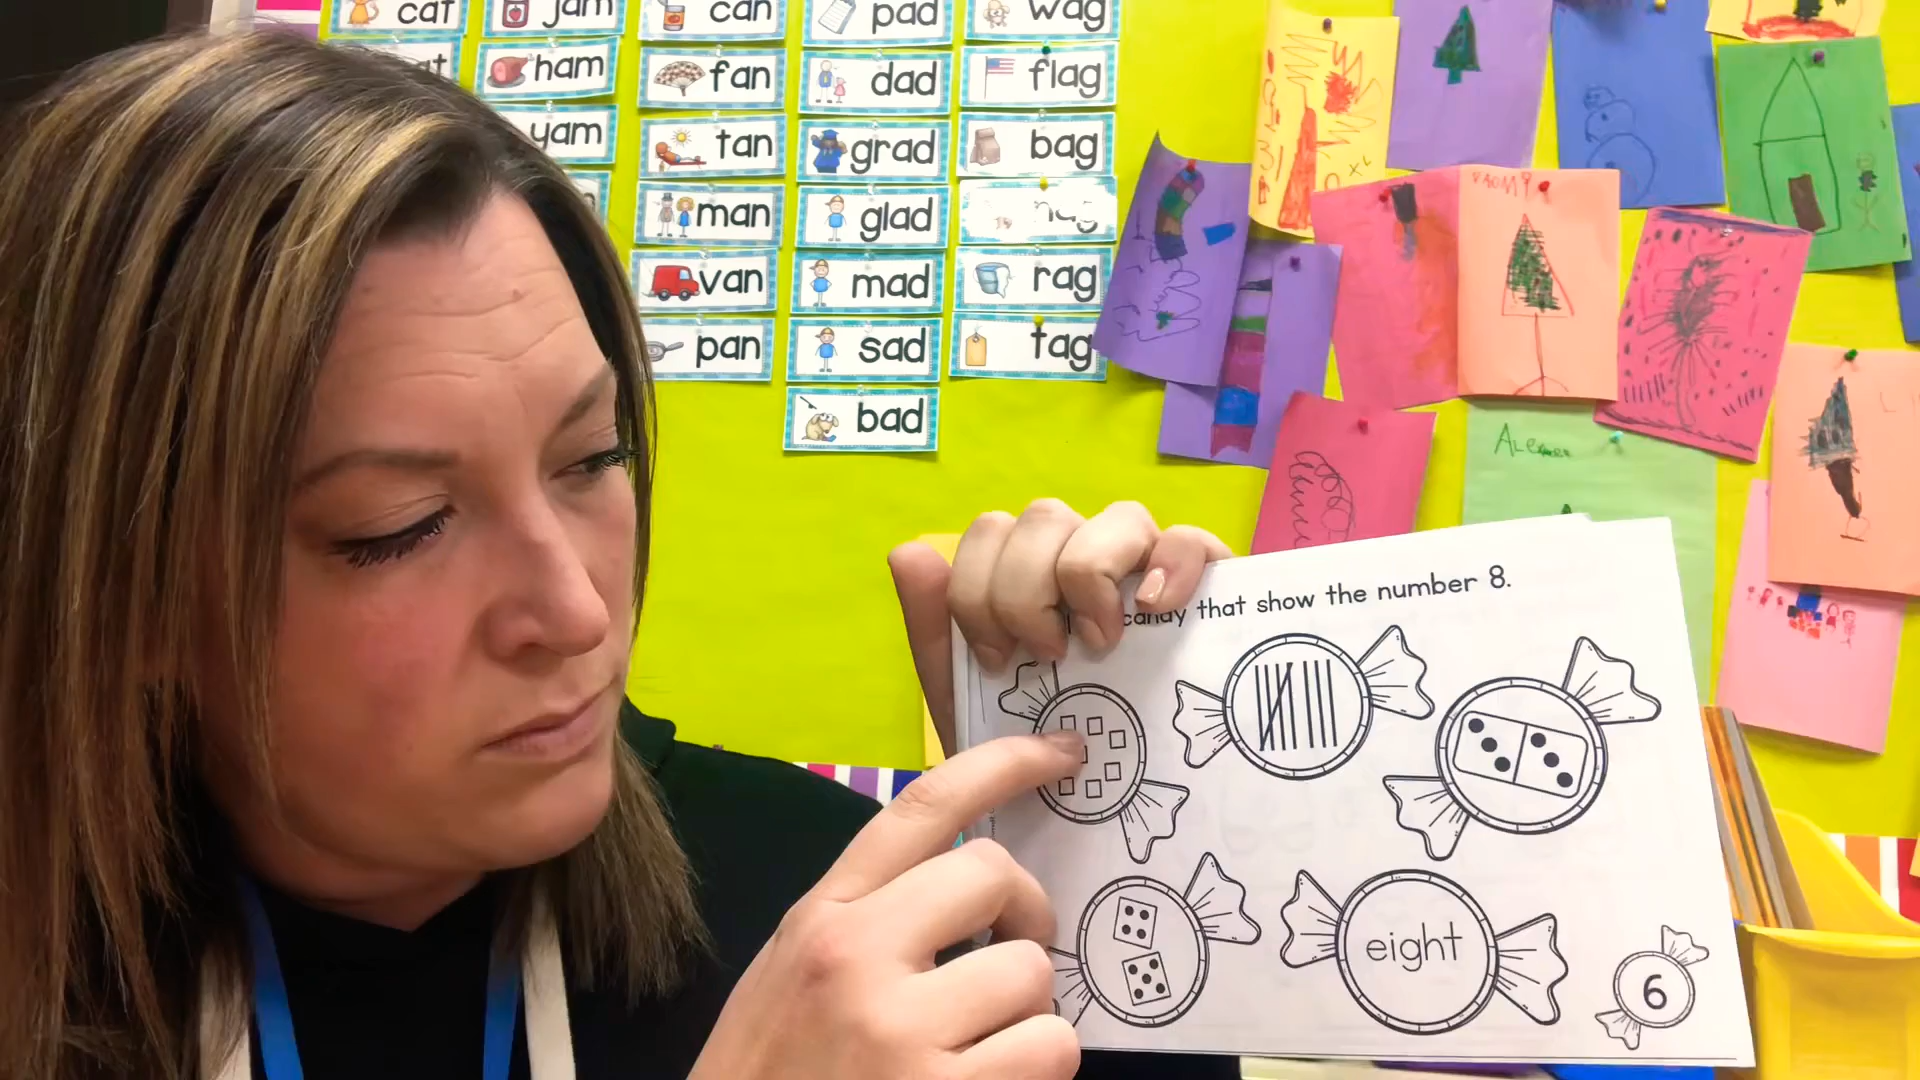 cat
jam
can
pad
wag
ham
fan
dad
flag
yam
tan
grad
bag
man
glad
van
mad
rag
pan
sad
tag
bad
candy that show the number 8.
eight
6